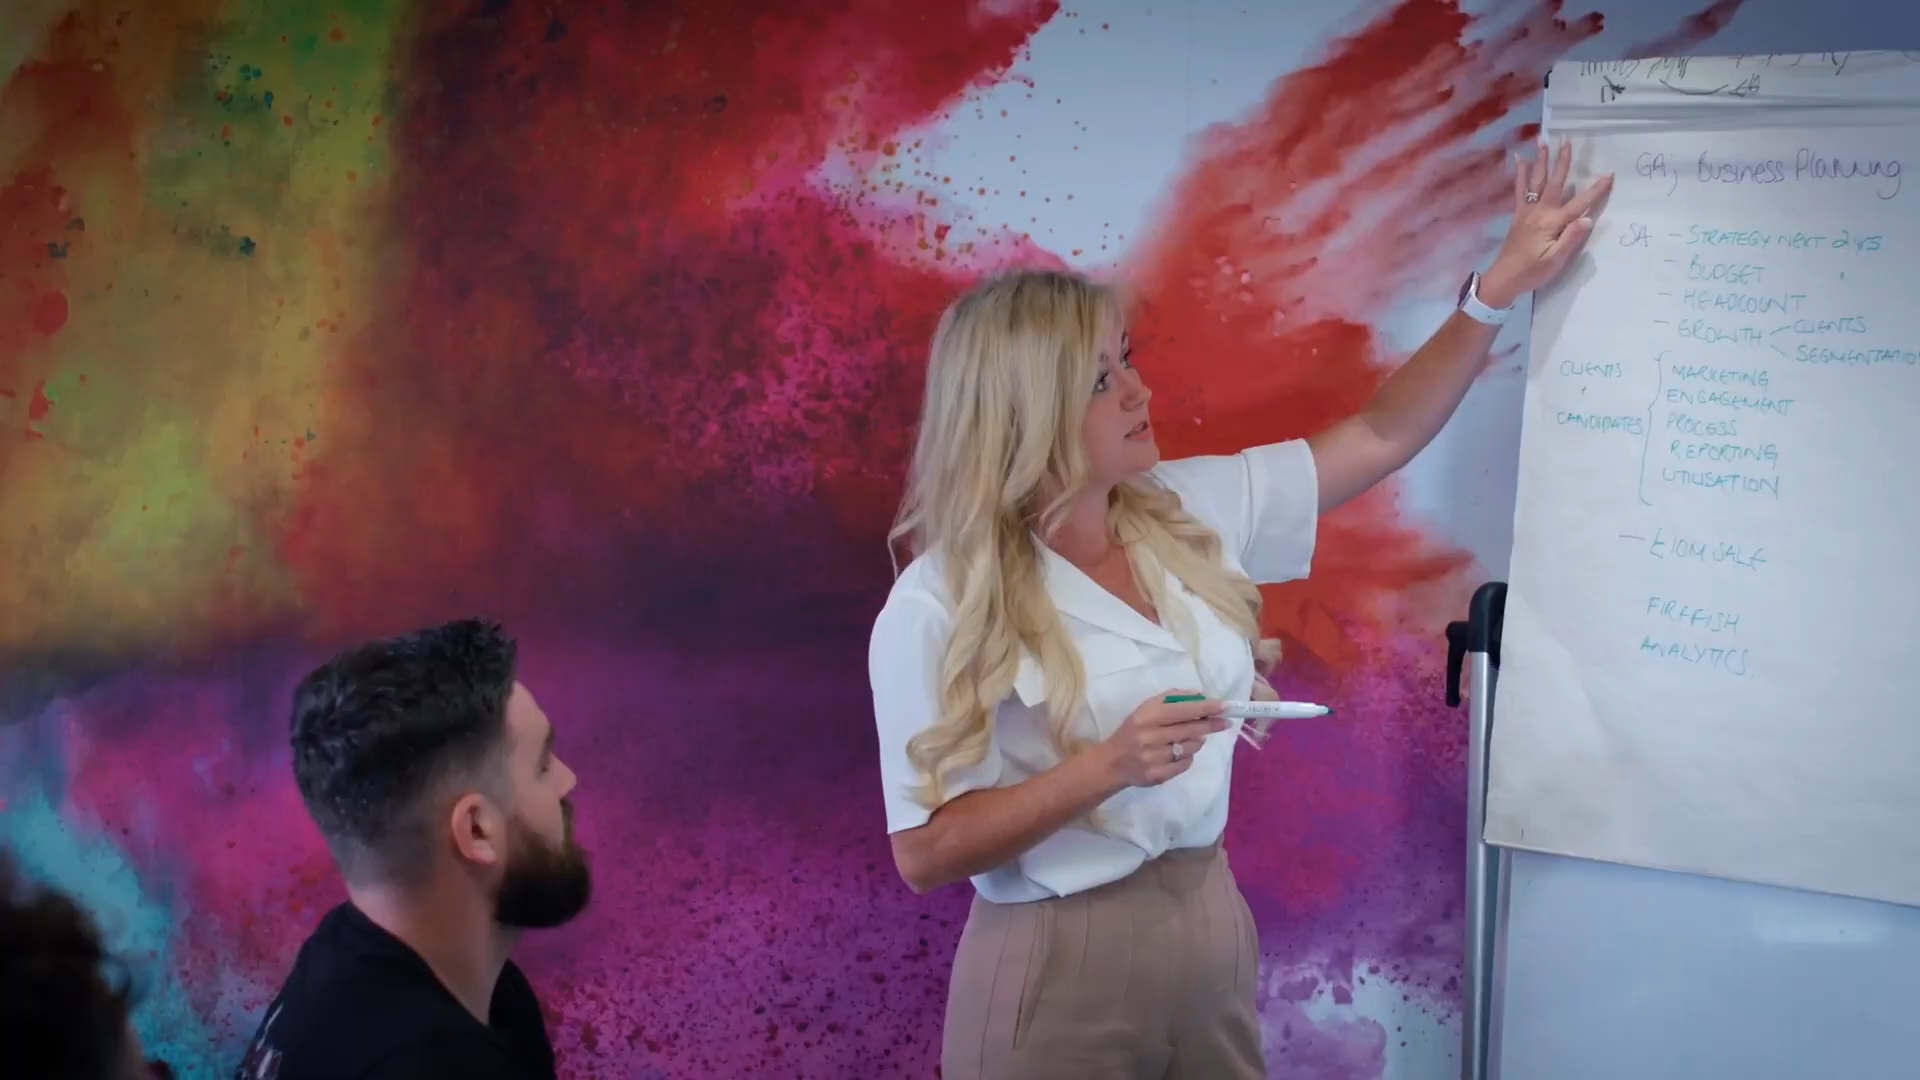 GA; Business Planning
SA - STRATEGY NEXT 2 YS
- BUDGET
- HEADCOUNT
- GROWTH - CLIENTS
- SEGMENTATION
CLIENTS + CANDIDATES
MARKETING
ENGAGEMENT
PROCESS
REPORTING
UTILISATION
- £10M SALE
FIREFISH
ANALYTICS